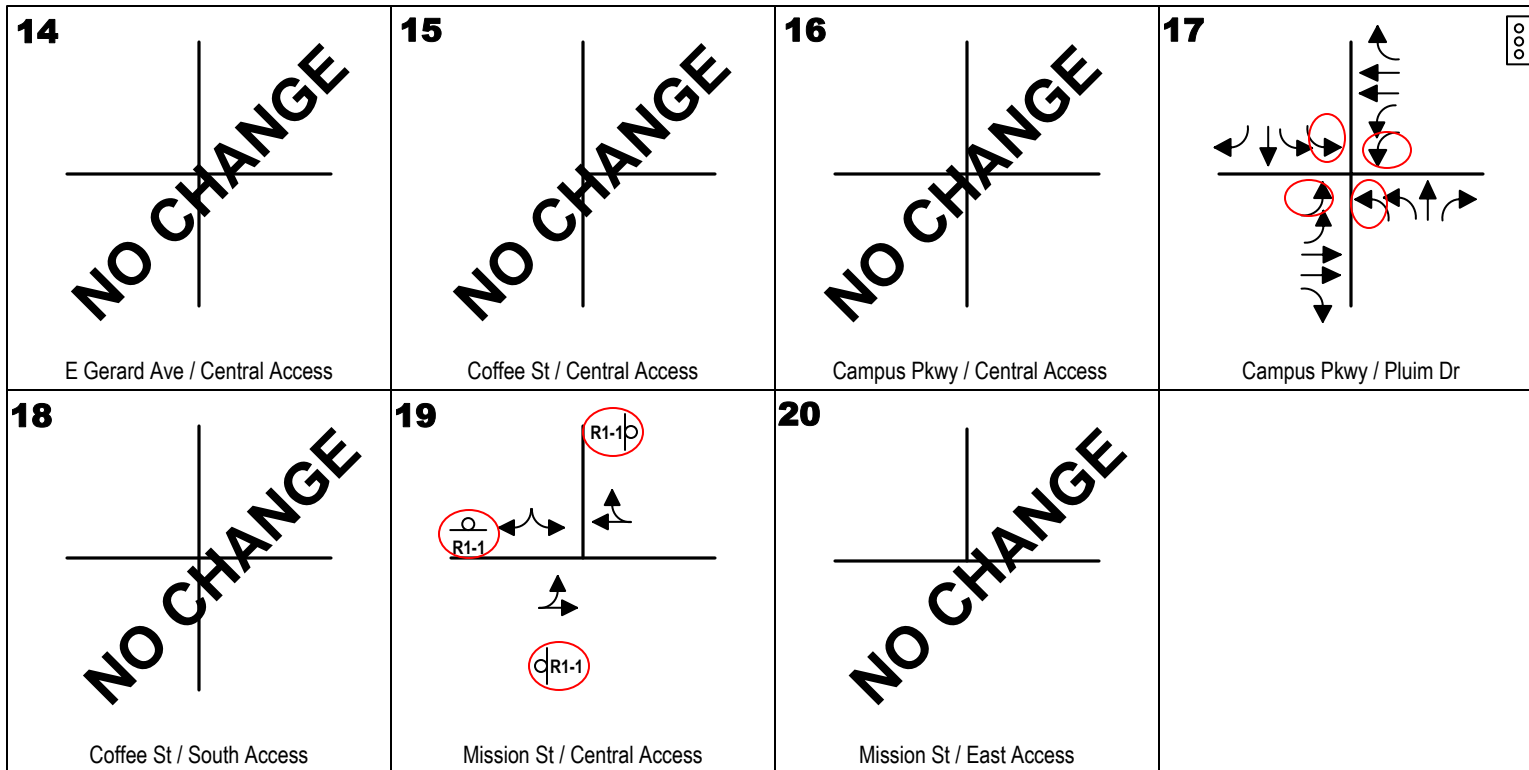 14
NO CHANGE
E Gerard Ave / Central Access
15
NO CHANGE
Coffee St / Central Access
16
NO CHANGE
Campus Pkwy / Central Access
17
Campus Pkwy / Pluim Dr
18
NO CHANGE
Coffee St / South Access
19
R1-1
R1-1
R1-1
Mission St / Central Access
20
NO CHANGE
Mission St / East Access